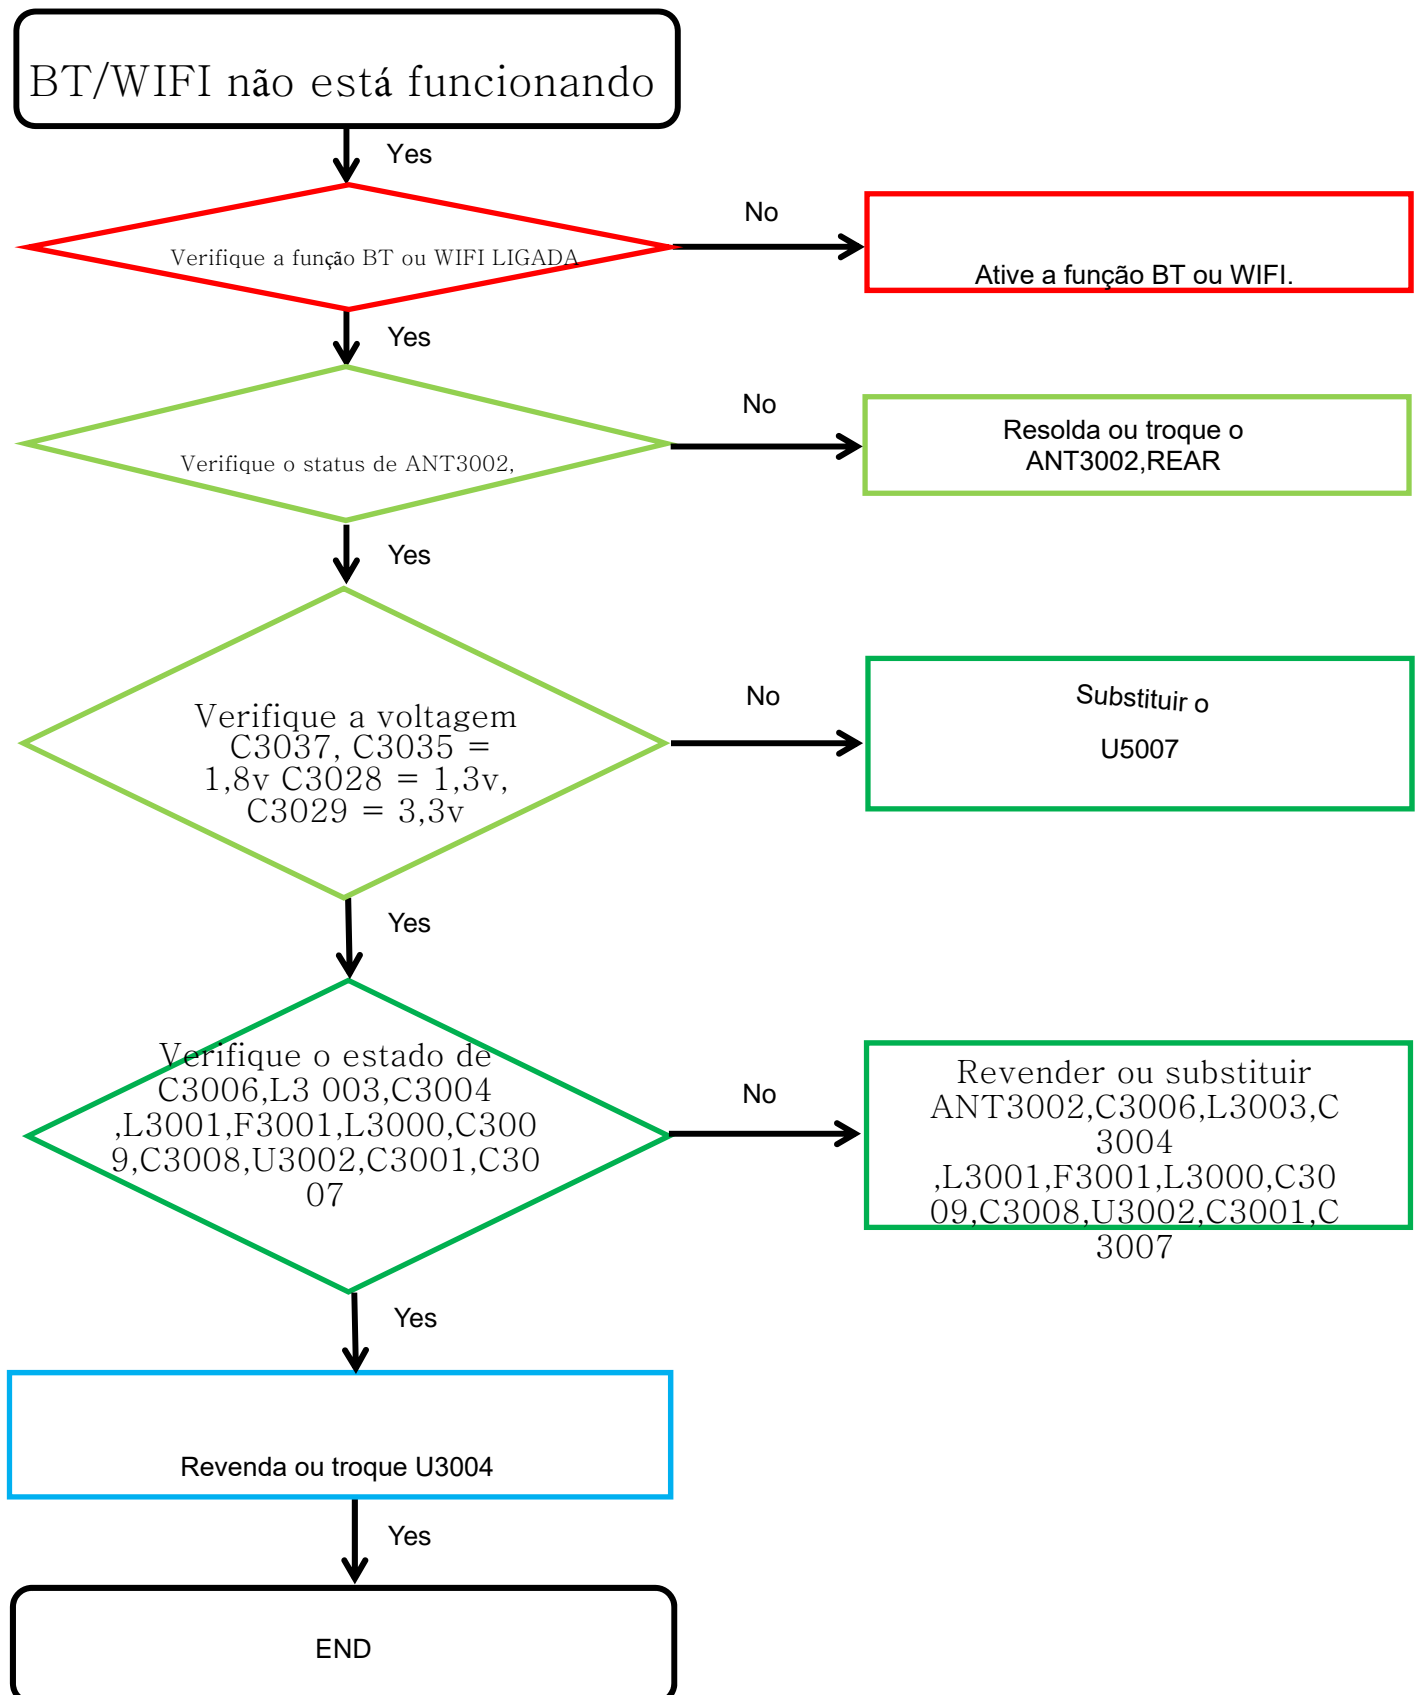 BT/WIFI não está funcionando
Yes
Verifique a função BT ou WIFI LIGADA
No
Ative a função BT ou WIFI.
Yes
Verifique o status de ANT3002,
No
Resolda ou troque o
ANT3002,REAR
Yes
Verifique a voltagem
C3037, C3035 =
1,8v C3028 = 1,3v,
C3029 = 3,3v
No
Substituir o
U5007
Yes
Verifique o estado de
C3006,L3 003,C3004
,L3001,F3001,L3000,C300
9,C3008,U3002,C3001,C30
07
No
Revender ou substituir
ANT3002,C3006,L3003,C
3004
,L3001,F3001,L3000,C30
09,C3008,U3002,C3001,C
3007
Yes
Revenda ou troque U3004
Yes
END